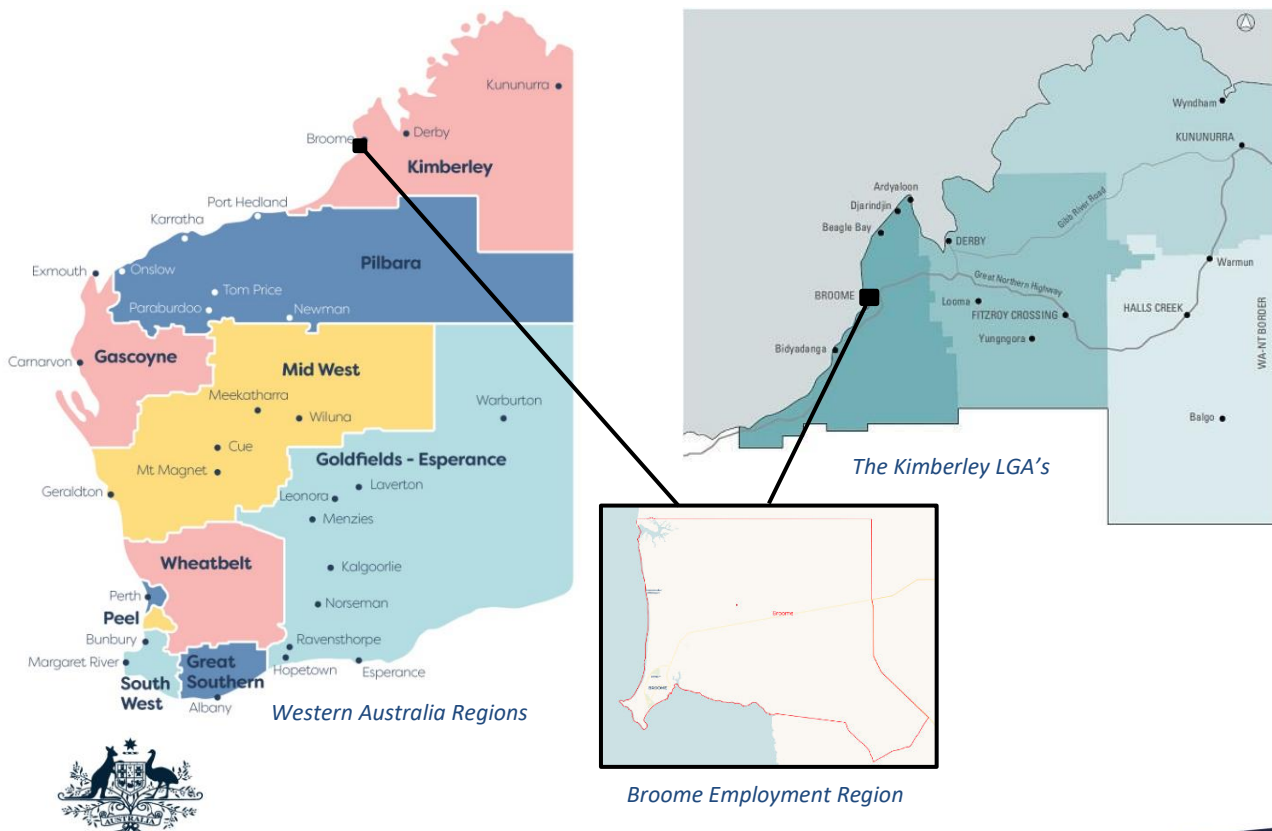 Kununurra
Broome
Derby
Kimberley
Port Hedland
Karratha
Exmouth
Onslow
Pilbara
Tom Price
Paraburdoo
Newman
Gascoyne
Carnarvon
Mid West
Meekatharra
Wiluna
Warburton
Cue
Mt Magnet
Goldfields - Esperance
Geraldton
Leonora
Laverton
Menzies
Wheatbelt
Kalgoorlie
Perth
Norseman
Peel
Bunbury
Ravensthorpe
Margaret River
Great
Southern
Hopetown
Esperance
South
West
Albany
Western Australia Regions
AUSTRALIA
Wyndham
KUNUNURRA
Ardyaloon
Djarindjin
Beagle Bay
DERBY
Gibb River Road
Warmun
Great Northern Highway
BROOME
Looma
FITZROY CROSSING
HALLS CREEK
Yungngora
Bidyadanga
WA-NT BORDER
Balgo
The Kimberley LGA's
Broome
BROOME
Broome Employment Region